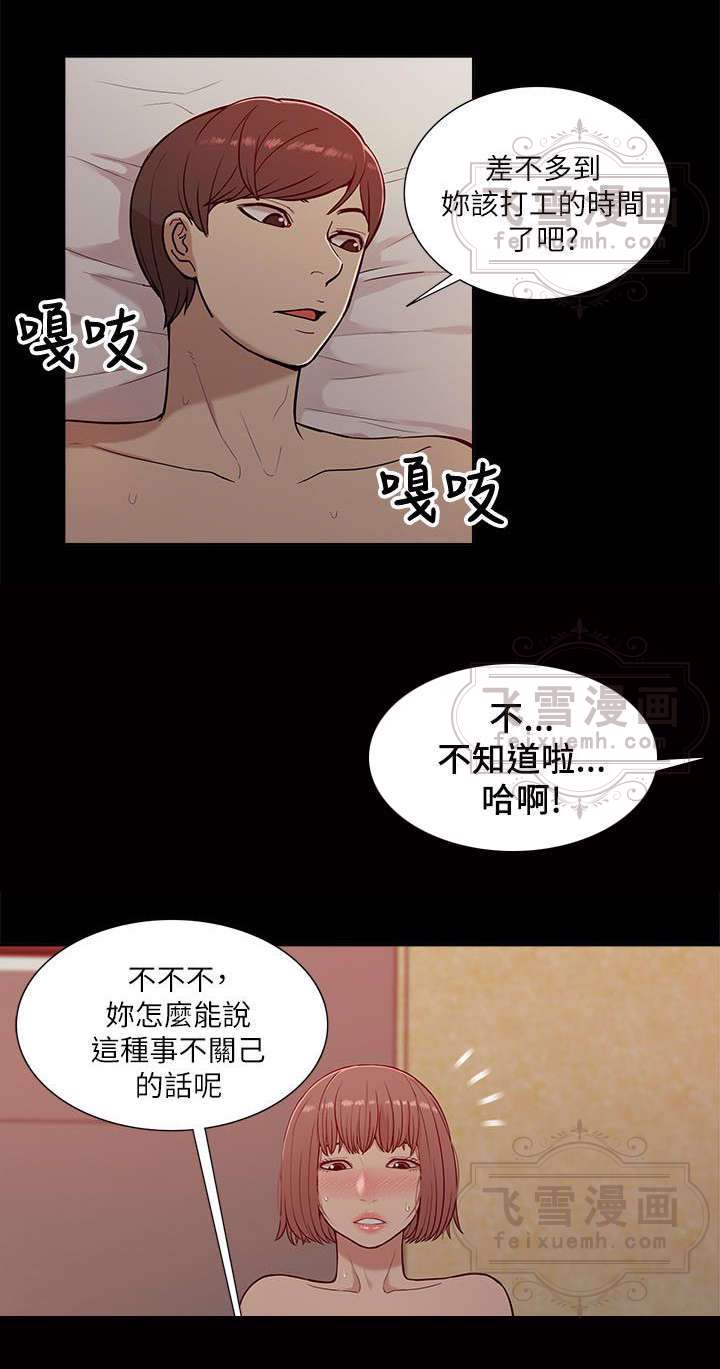 差不多到
妳該打工的時間
了吧?
嘎吱
嘎吱
不...
不知道啦...
哈啊!
不不不，
妳怎麼能說
這種事不關己
的話呢
飞雪漫画
feixuemh.com
飞雪漫画
feixuemh.com
飞雪漫画
feixuemh.com